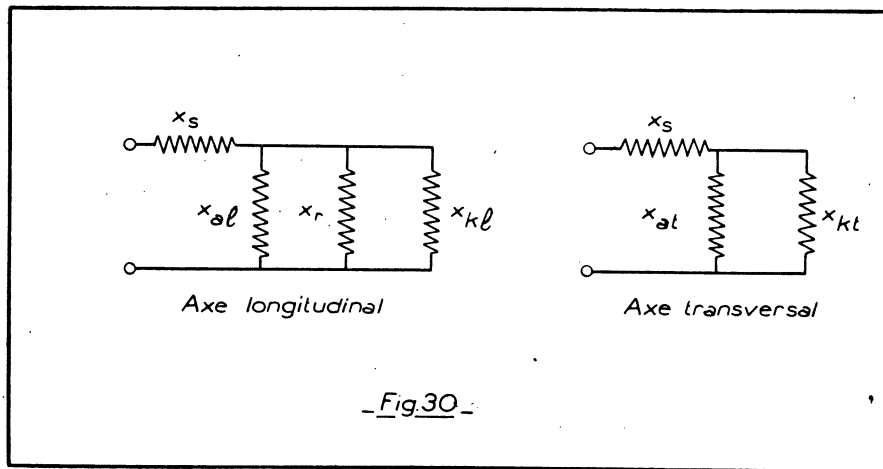 x_s
x_al
x_r
x_kl
Axe longitudinal
x_s
x_at
x_kt
Axe transversal
Fig.30